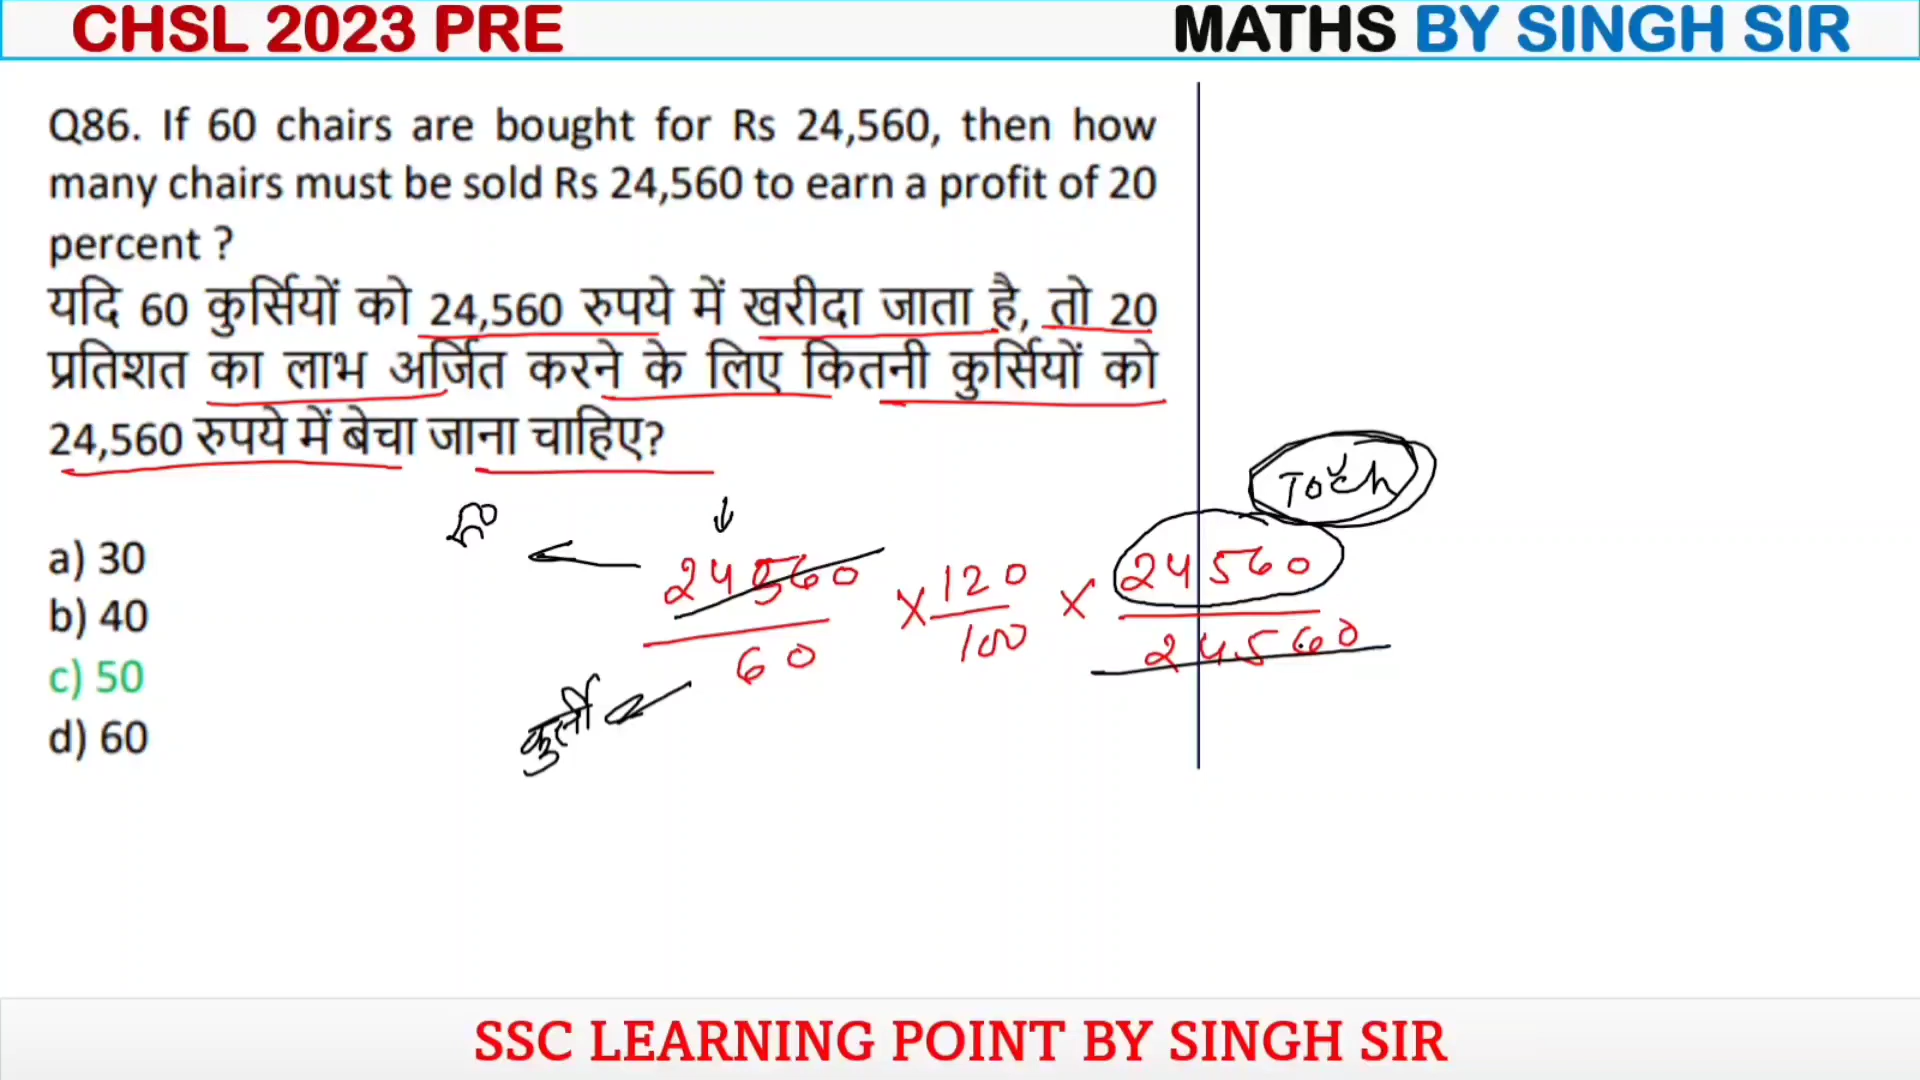 CHSL 2023 PRE
MATHS BY SINGH SIR
Q86. If 60 chairs are bought for Rs 24,560, then how
many chairs must be sold Rs 24,560 to earn a profit of 20
percent ?
यदि 60 कुर्सियों को 24,560 रुपये में खरीदा जाता है, तो 20
प्रतिशत का लाभ अर्जित करने के लिए कितनी कुर्सियों को
24,560 रुपये में बेचा जाना चाहिए?
a) 30
b) 40
c) 50
d) 60
Touch
24560 × 120 × 24560
60 100 24560
SSC LEARNING POINT BY SINGH SIR